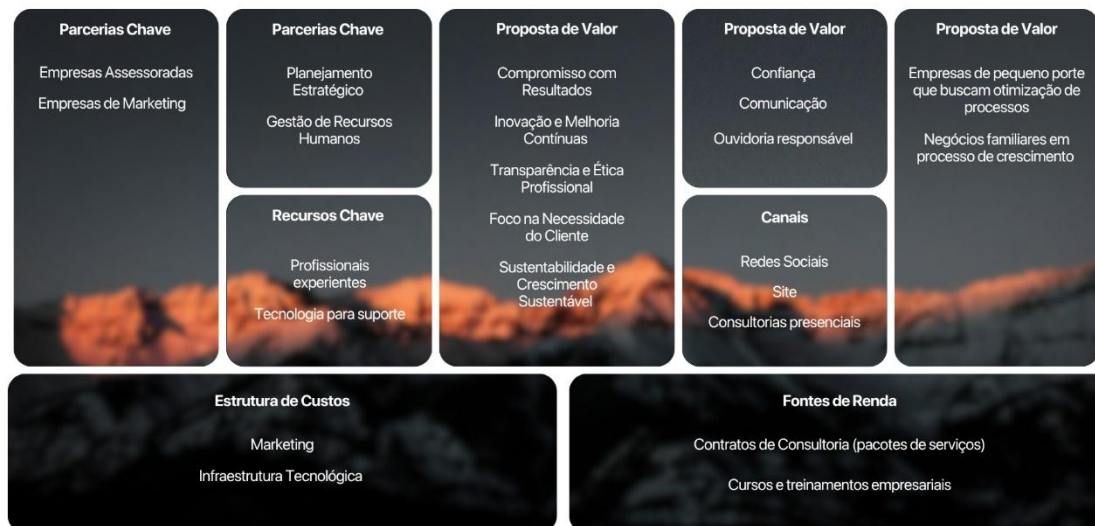 Parcerias Chave
Empresas Assessoradas
Empresas de Marketing
Parcerias Chave
Planejamento
Estratégico
Gestão de Recursos
Humanos
Recursos Chave
Profissionais
experientes
Tecnologia para suporte
Proposta de Valor
Compromisso com
Resultados
Inovação e Melhoria
Contínuas
Transparência e Ética
Profissional
Foco na Necessidade
do Cliente
Sustentabilidade e
Crescimento
Sustentável
Proposta de Valor
Confiança
Comunicação
Ouvidoria responsável
Canais
Redes Sociais
Site
Consultorias presenciais
Proposta de Valor
Empresas de pequeno porte
que buscam otimização de
processos
Negócios familiares em
processo de crescimento
Estrutura de Custos
Marketing
Infraestrutura Tecnológica
Fontes de Renda
Contratos de Consultoria (pacotes de serviços)
Cursos e treinamentos empresariais